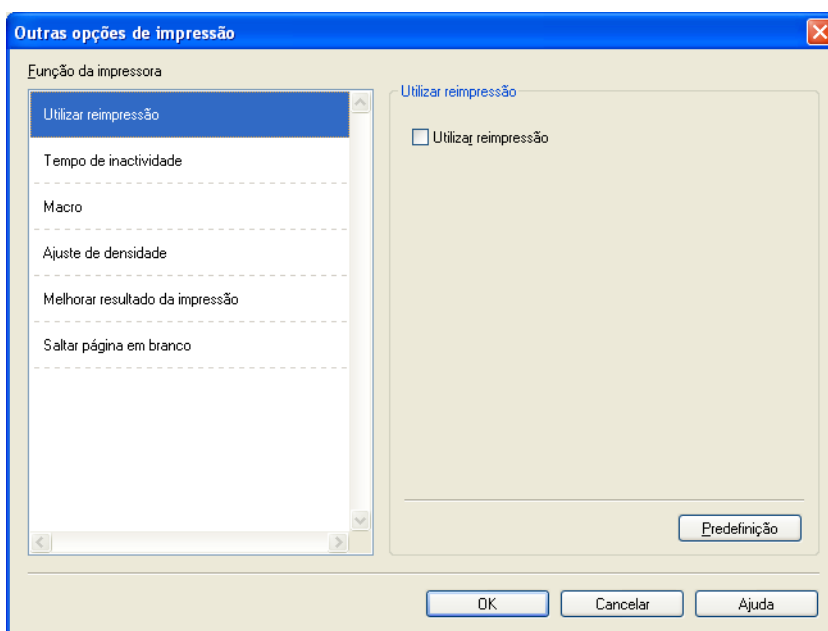 Outras opções de impressão
Função da impressora
Utilizar reimpressão
Tempo de inactividade
Macro
Ajuste de densidade
Melhorar resultado da impressão
Saltar página em branco
Utilizar reimpressão
Utilizar reimpressão
Predefinição
OK
Cancelar
Ajuda